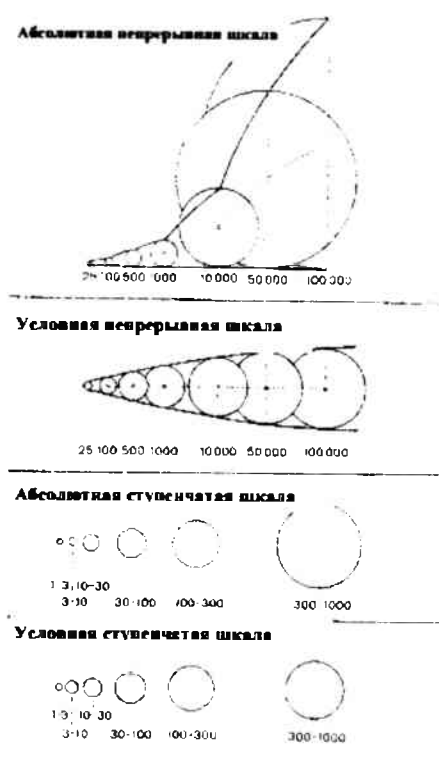 Абсолютная непрерывная шкала
25 100 500 1000 10 000 50 000 100 000
Условная непрерывная шкала
25 100 500 1000 10 000 50 000 100 000
Абсолютная ступенчатая шкала
1-3 10-30
3-10 30-100 100-300 300-1000
Условная ступенчатая шкала
1-3 10-30
3-10 30-100 100-300 300-1000